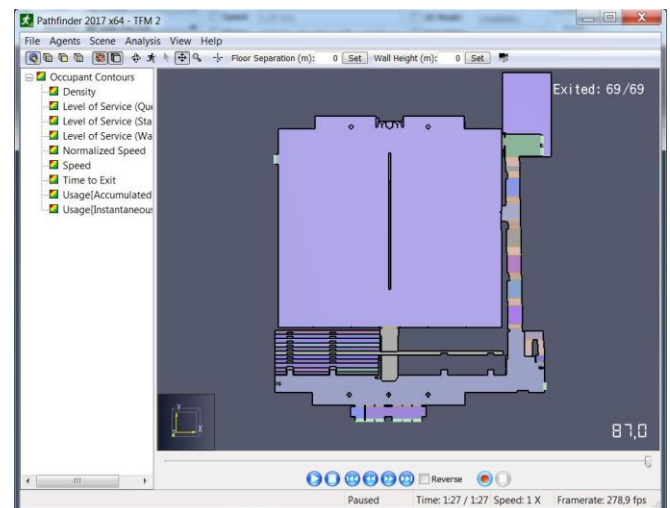 Pathfinder 2017 x64 - TFM 2
File Agents Scene Analysis View Help
Floor Separation (m): 0 Set Wall Height (m): 0 Set
Occupant Contours
Density
Level of Service (Que
Level of Service (Sta
Level of Service (Wa
Normalized Speed
Speed
Time to Exit
Usage[Accumulated
Usage[Instantaneous
Exited: 69/69
Y
X
87,0
Reverse
Paused Time: 1:27 / 1:27 Speed: 1 X Framerate: 278,9 fps